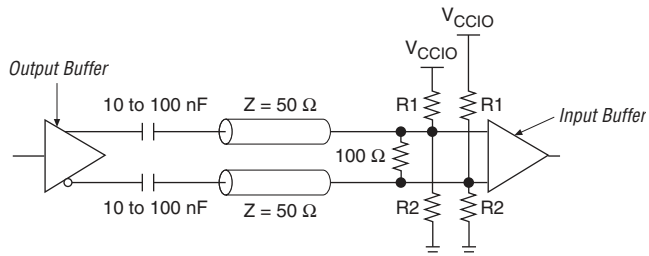 V_CCIO
V_CCIO
Output Buffer
10 to 100 nF
Z = 50 Ω
R1
R1
Input Buffer
100 Ω
10 to 100 nF
Z = 50 Ω
R2
R2